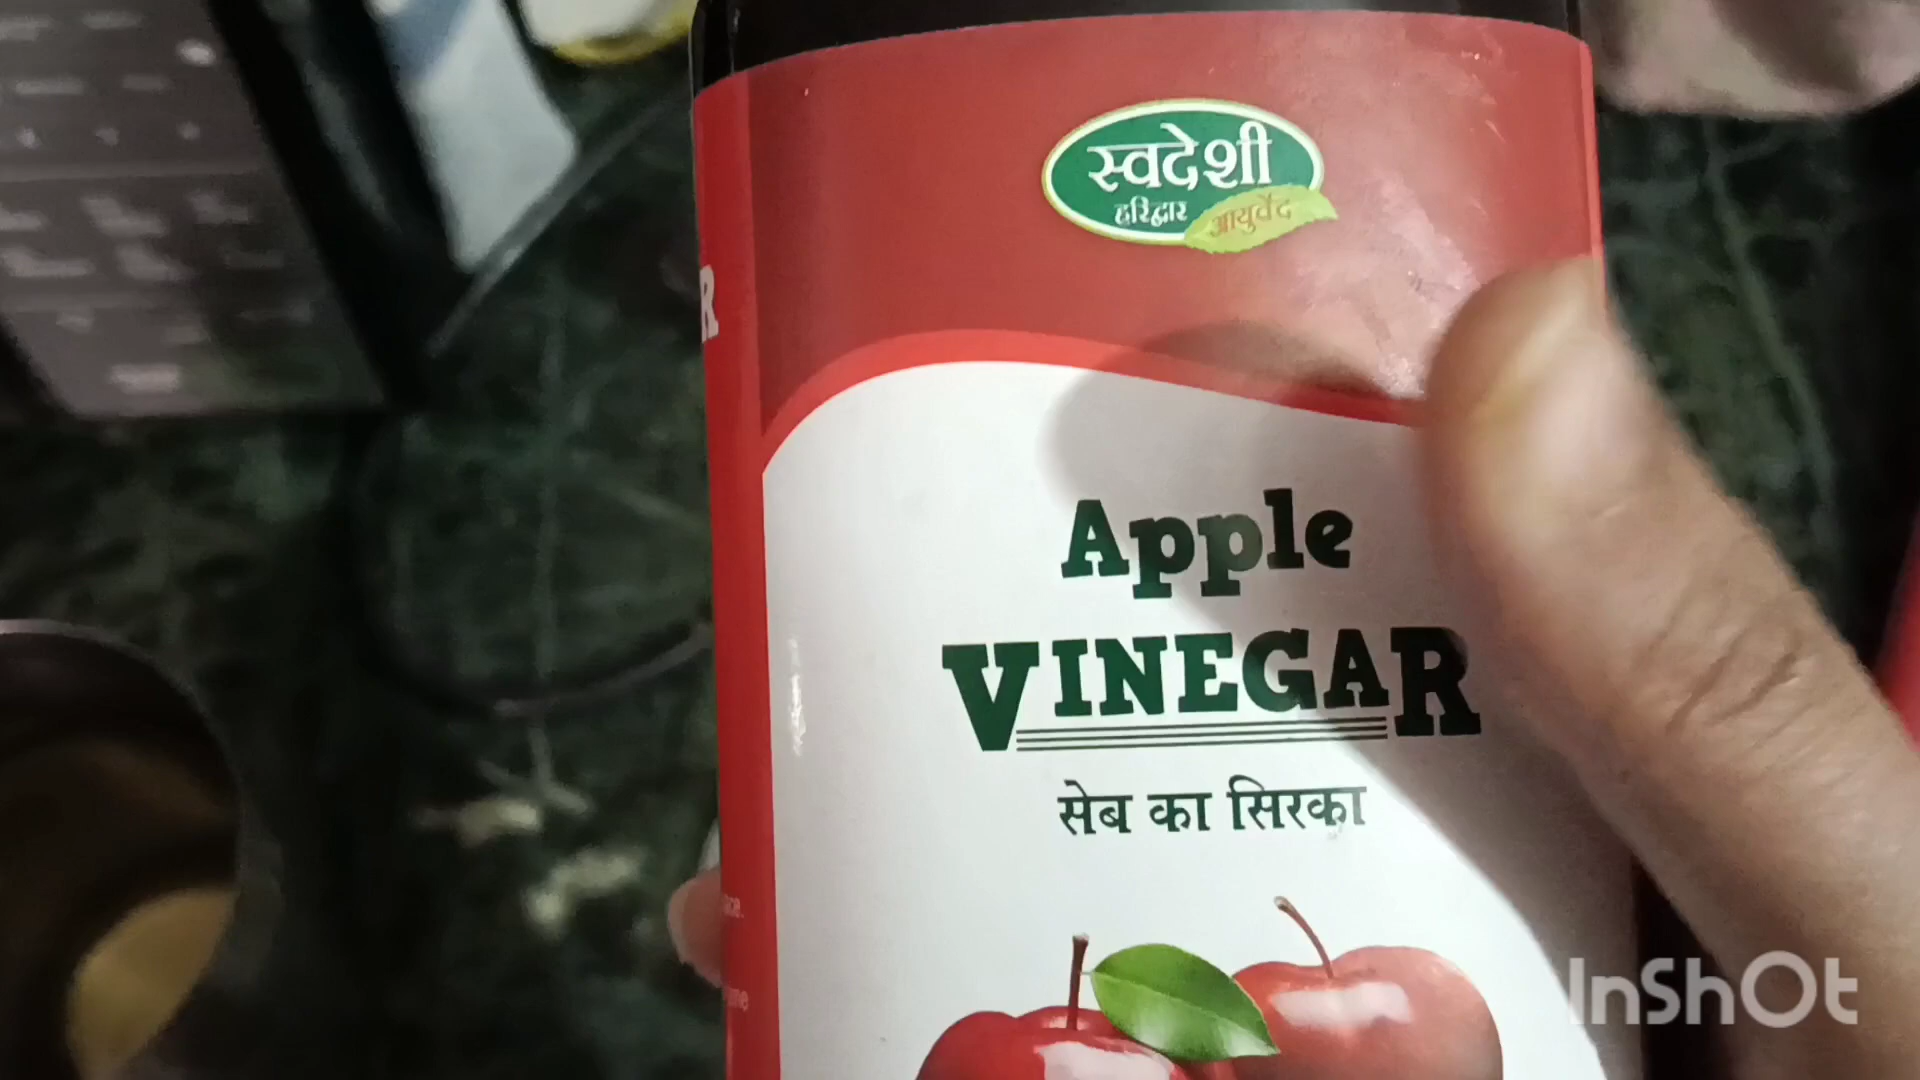 स्वदेशी
हरिद्वार
आयुर्वेद
Apple
VINEGAR
सेब का सिरका
R
InShOt